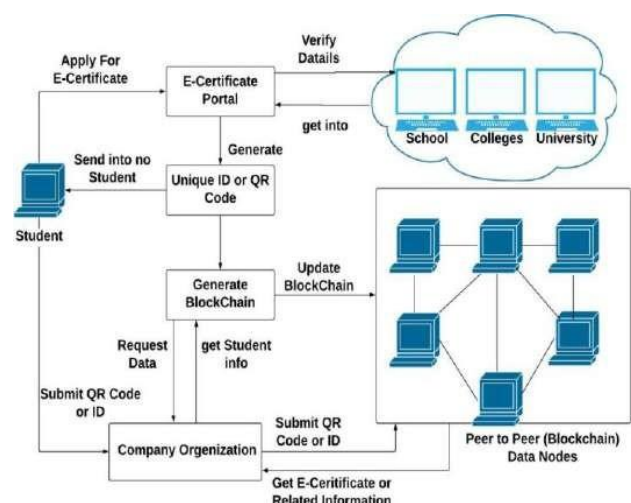 Apply For
E-Certificate
E-Certificate
Portal
Verify
Datails
get into
School
Colleges
University
Generate
Send into no
Student
Unique ID or QR
Code
Student
Generate
BlockChain
Update
BlockChain
Request
Data
get Student
info
Submit QR Code
or ID
Company Orgenization
Submit QR
Code or ID
Peer to Peer (Blockchain)
Data Nodes
Get E-Ceritificate or
Related Information